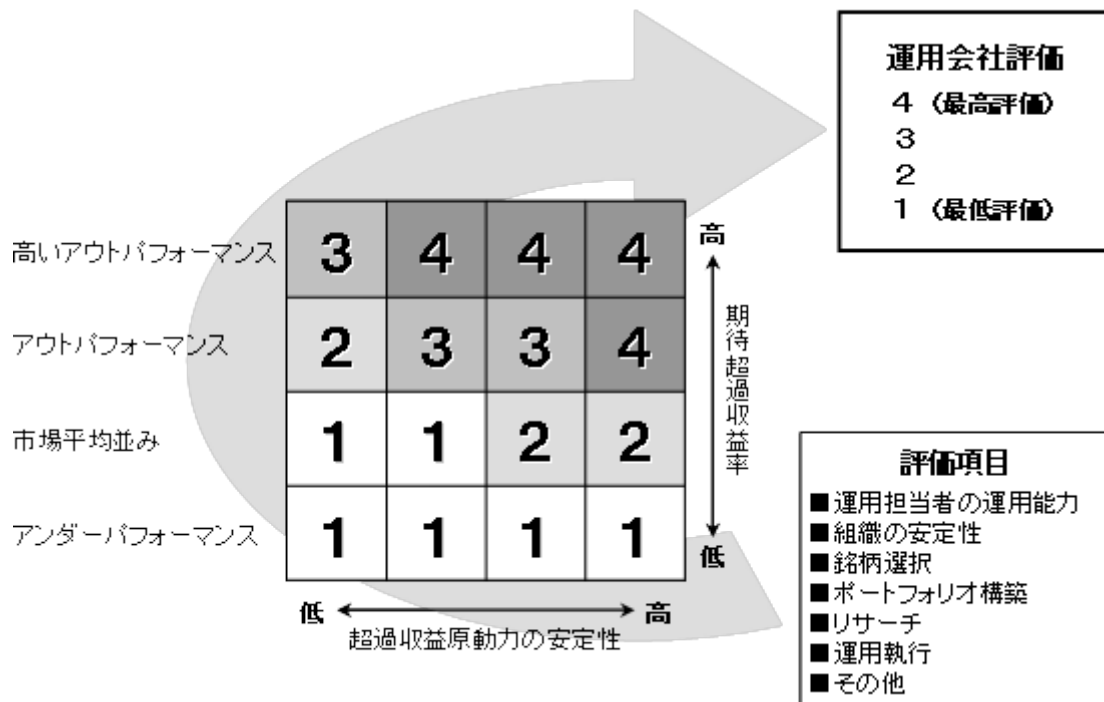 運用会社評価
4 (最高評価)
3
2
1 (最低評価)
高いアウトパフォーマンス
3 4 4 4
高
アウトパフォーマンス
2 3 3 4
期待超過収益率
市場平均並み
1 1 2 2
アンダーパフォーマンス
1 1 1 1
低
低
高
超過収益原動力の安定性
評価項目
■運用担当者の運用能力
■組織の安定性
■銘柄選択
■ポートフォリオ構築
■リサーチ
■運用執行
■その他